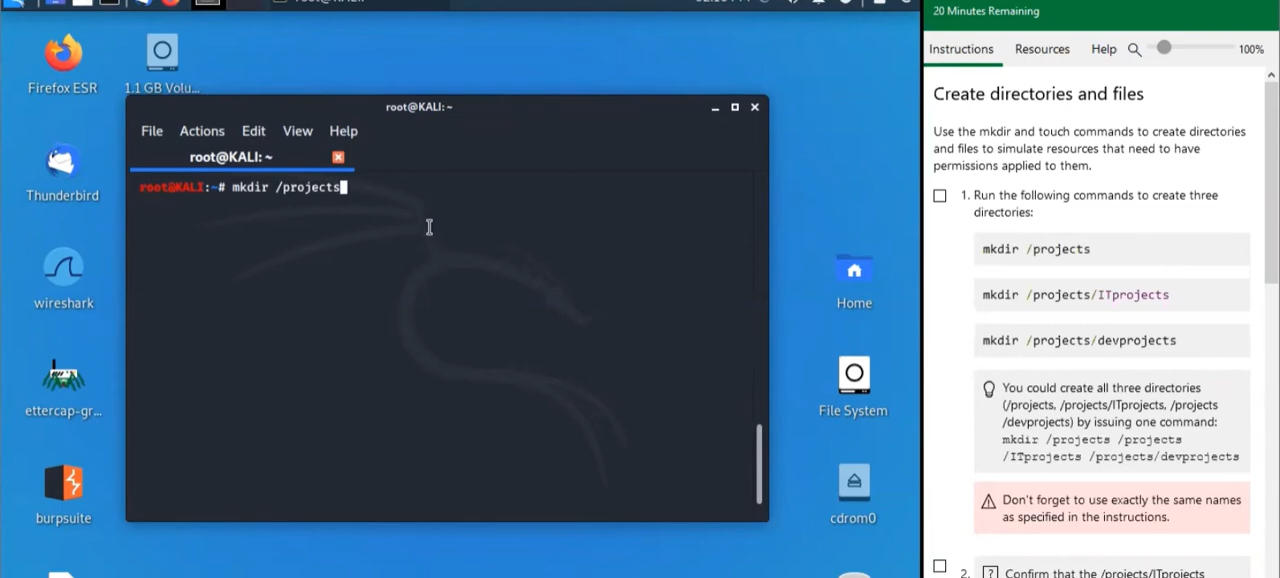 Firefox ESR
1.1 GB Volu...
Thunderbird
wireshark
ettercap-gr...
burpsuite
root@KALI:~
File Actions Edit View Help
root@KALI: ~
root@KALI:~# mkdir /projects
Home
File System
cdrom0
20 Minutes Remaining
Instructions Resources Help 100%
Create directories and files
Use the mkdir and touch commands to create directories
and files to simulate resources that need to have
permissions applied to them.
1. Run the following commands to create three
directories:
mkdir /projects
mkdir /projects/ITprojects
mkdir /projects/devprojects
You could create all three directories
(/projects, /projects/ITprojects, /projects
/devprojects) by issuing one command:
mkdir /projects /projects
/ITprojects /projects/devprojects
Don't forget to use exactly the same names
as specified in the instructions.
2. ? Confirm that the /projects/ITprojects